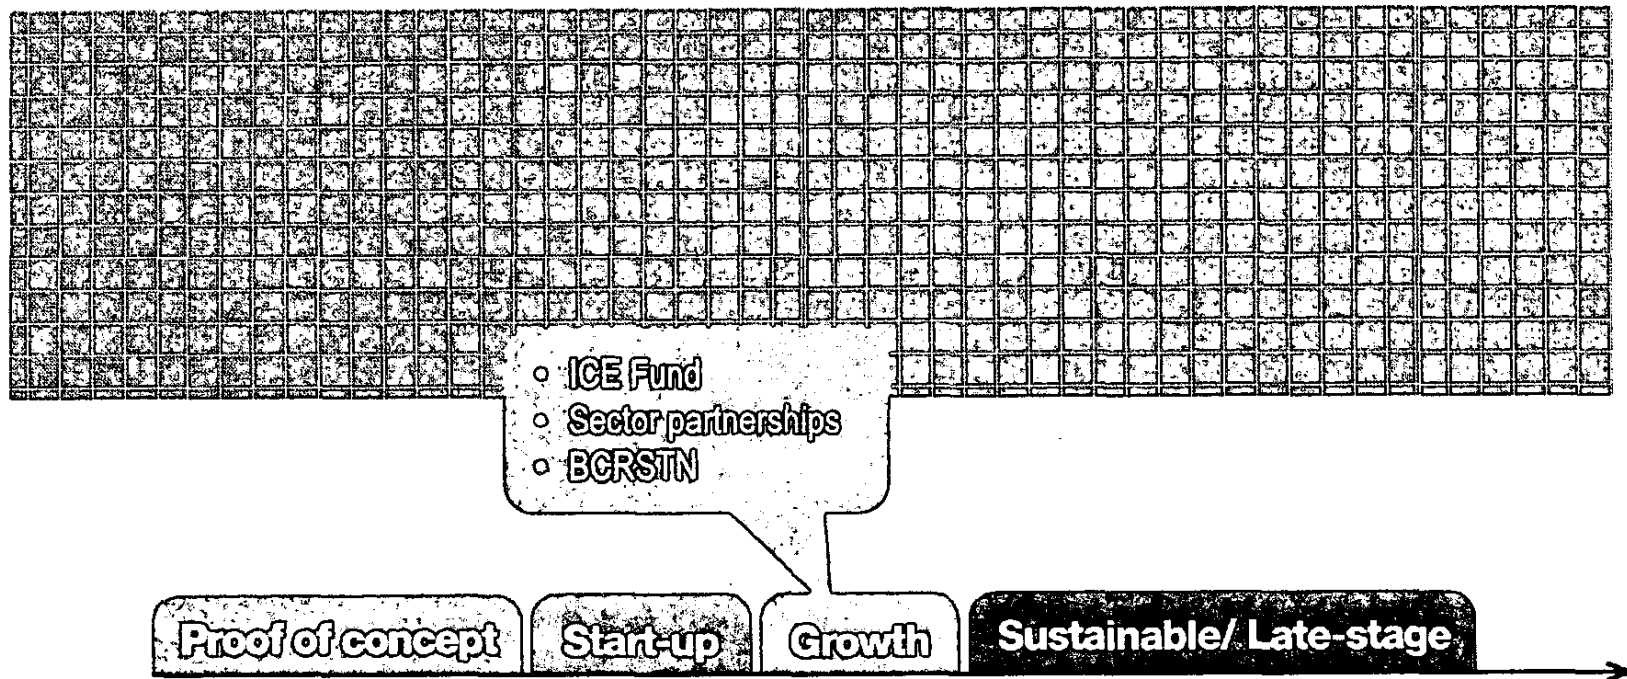 ICE Fund
Sector partnerships
BCRSTN
Proof of concept
Start-up
Growth
Sustainable/ Late-stage